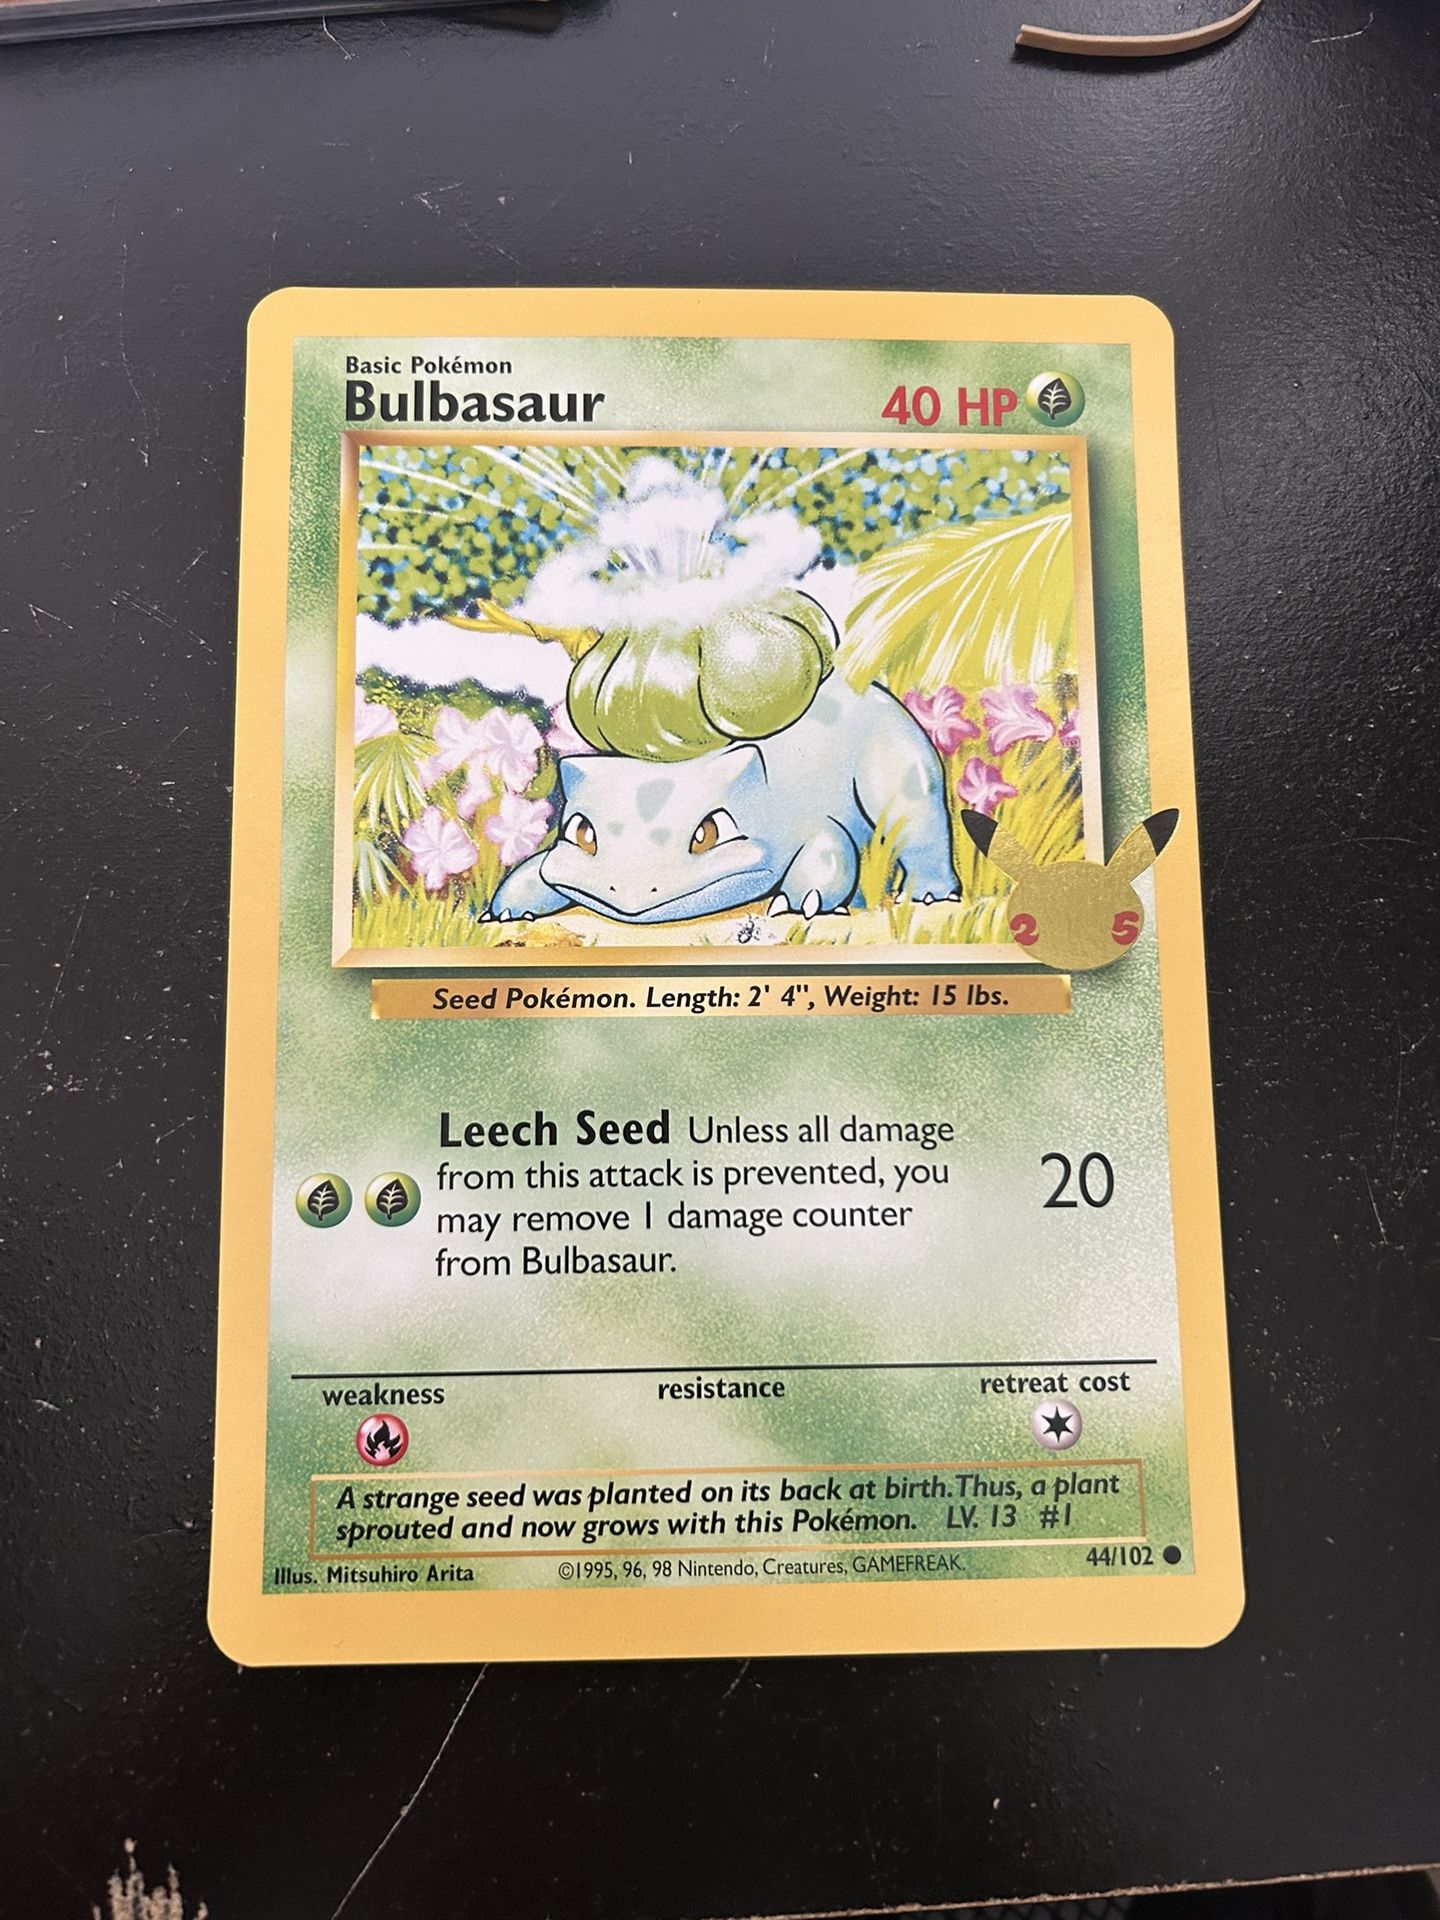 Basic Pokémon
Bulbasaur
40 HP
2 5
Seed Pokémon. Length: 2' 4", Weight: 15 lbs.
Leech Seed Unless all damage
from this attack is prevented, you
may remove 1 damage counter
from Bulbasaur.
20
weakness
resistance
retreat cost
A strange seed was planted on its back at birth. Thus, a plant
sprouted and now grows with this Pokémon. LV. 13 #1
Illus. Mitsuhiro Arita
©1995, 96, 98 Nintendo, Creatures, GAMEFREAK.
44/102